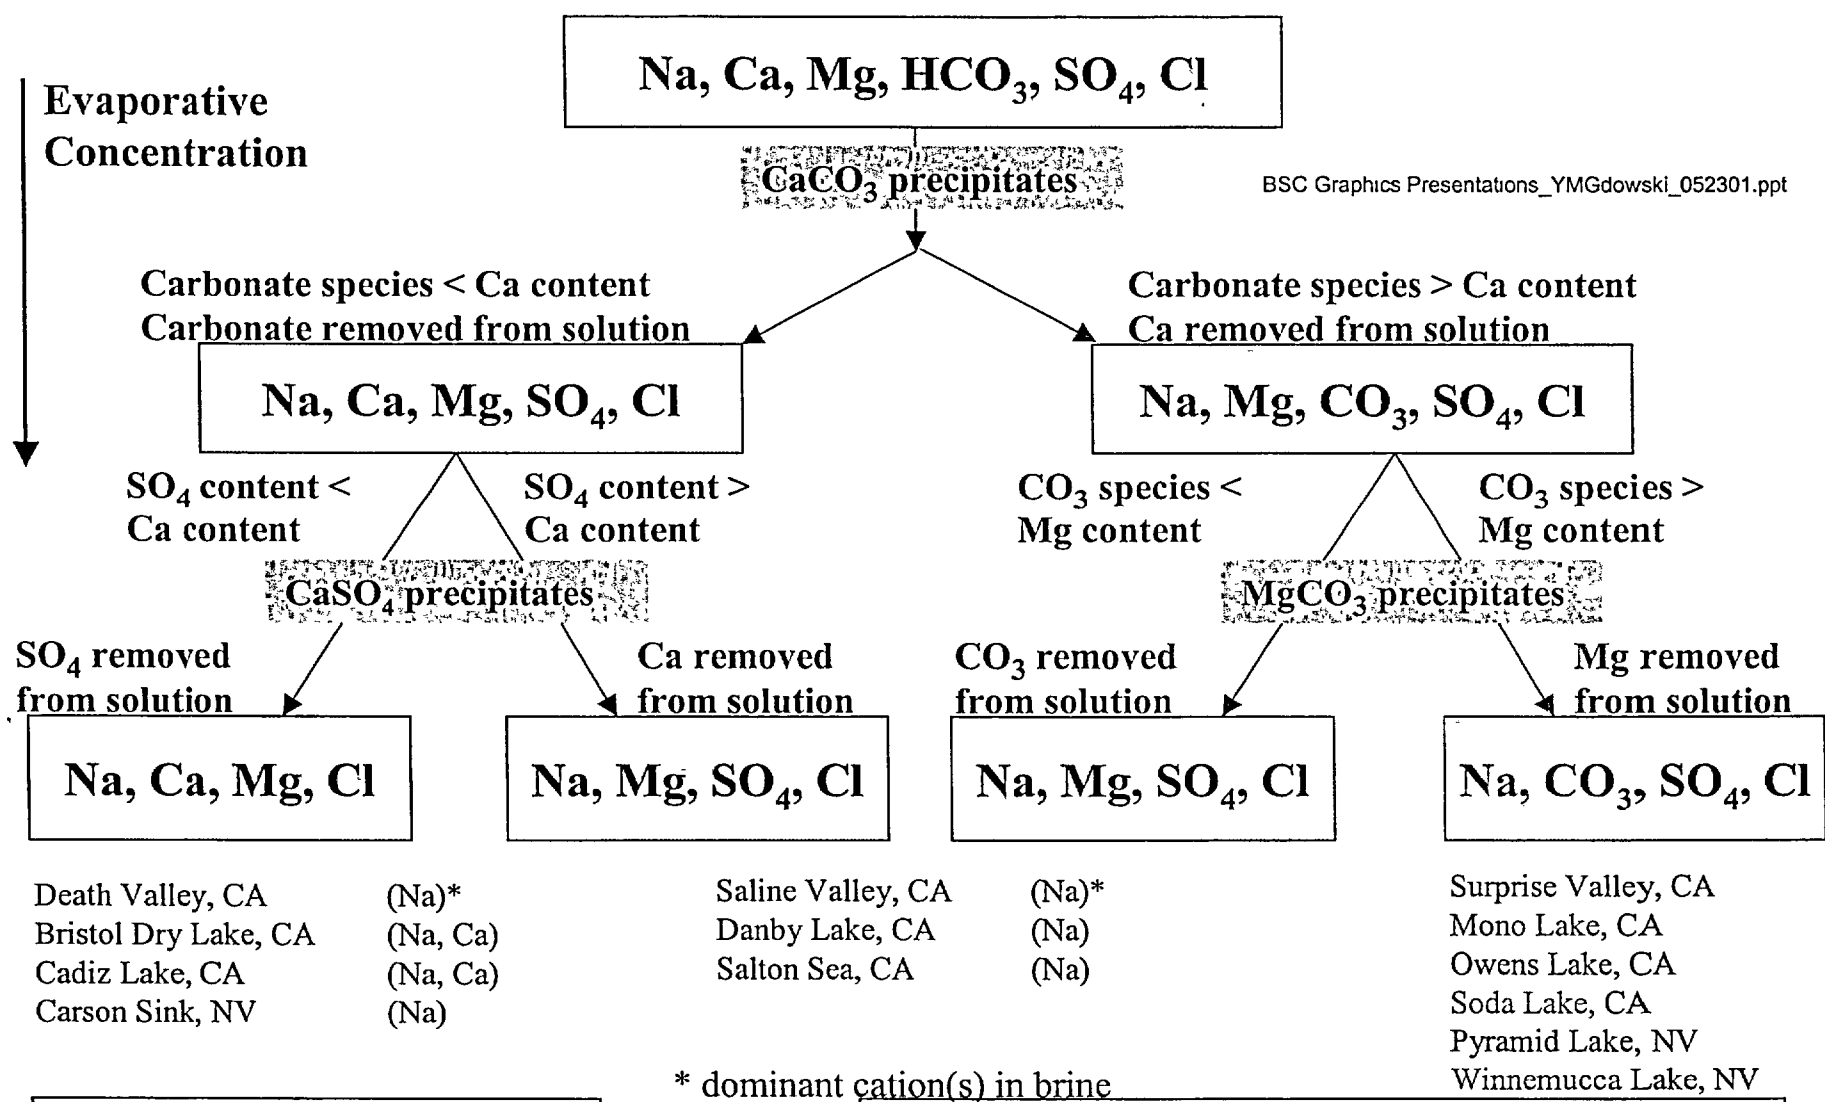 Na, Ca, Mg, HCO₃, SO₄, Cl
Evaporative
Concentration
CaCO₃ precipitates
BSC Graphics Presentations_YMGdowski_052301.ppt
Carbonate species < Ca content
Carbonate removed from solution
Carbonate species > Ca content
Ca removed from solution
Na, Ca, Mg, SO₄, Cl
Na, Mg, CO₃, SO₄, Cl
SO₄ content <
Ca content
SO₄ content >
Ca content
CO₃ species <
Mg content
CO₃ species >
Mg content
CaSO₄ precipitates
MgCO₃ precipitates
SO₄ removed
from solution
Ca removed
from solution
CO₃ removed
from solution
Mg removed
from solution
Na, Ca, Mg, Cl
Na, Mg, SO₄, Cl
Na, Mg, SO₄, Cl
Na, CO₃, SO₄, Cl
Death Valley, CA (Na)*
Bristol Dry Lake, CA (Na, Ca)
Cadiz Lake, CA (Na, Ca)
Carson Sink, NV (Na)
Saline Valley, CA (Na)*
Danby Lake, CA (Na)
Salton Sea, CA (Na)
Surprise Valley, CA
Mono Lake, CA
Owens Lake, CA
Soda Lake, CA
Pyramid Lake, NV
Winnemucca Lake, NV
* dominant cation(s) in brine